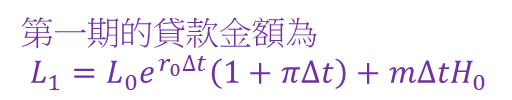 第一期的貸款金額為
L₁ = L₀e^{r₀Δt}(1 + πΔt) + mΔtH₀